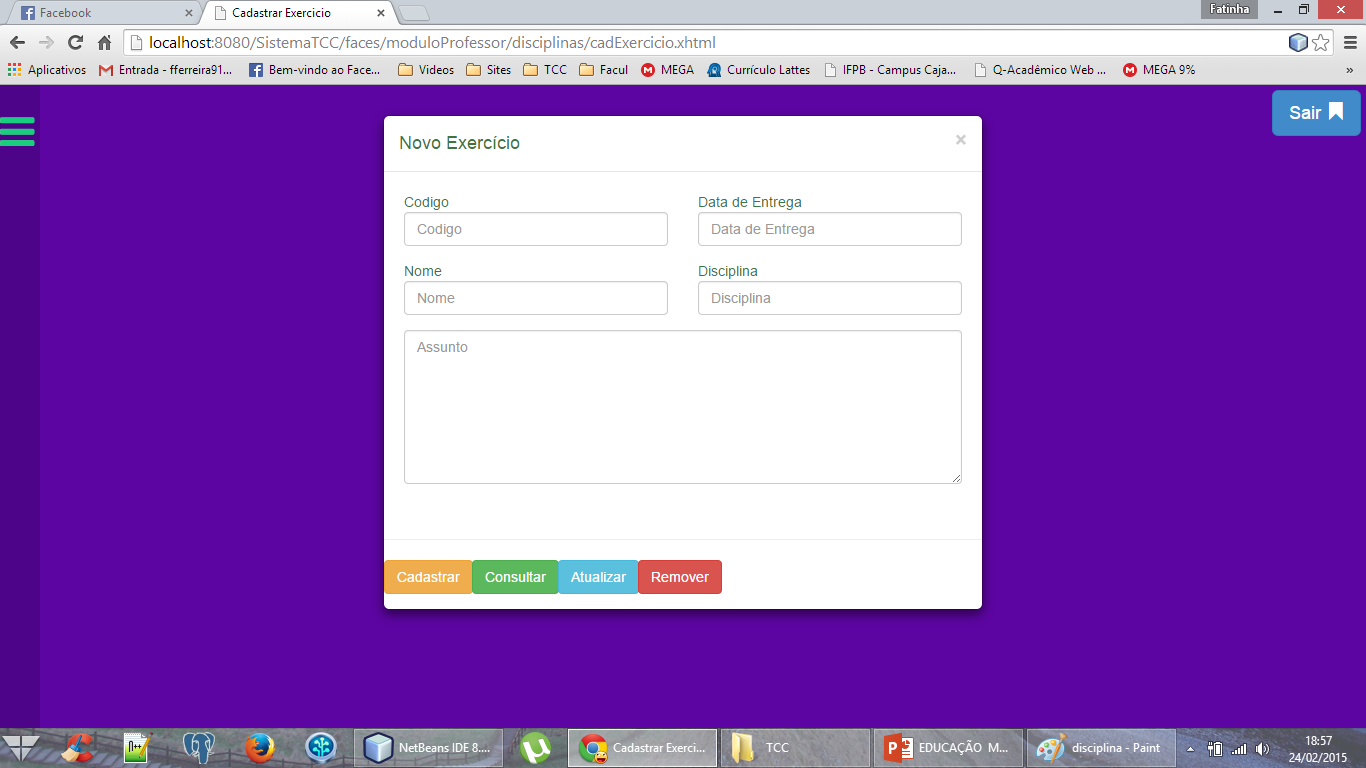 Facebook
Cadastrar Exercicio
Fatinha
localhost:8080/SistemaTCC/faces/moduloProfessor/disciplinas/cadExercicio.xhtml
Aplicativos
Entrada - fferreira91...
Bem-vindo ao Face...
Videos
Sites
TCC
Facul
MEGA
Currículo Lattes
IFPB - Campus Caja...
Q-Acadêmico Web ...
MEGA 9%
»
Sair
Novo Exercício
×
Codigo
Data de Entrega
Codigo
Data de Entrega
Nome
Disciplina
Nome
Disciplina
Assunto
Cadastrar
Consultar
Atualizar
Remover
NetBeans IDE 8....
Cadastrar Exerci...
TCC
EDUCAÇÃO M...
disciplina - Paint
18:57
24/02/2015